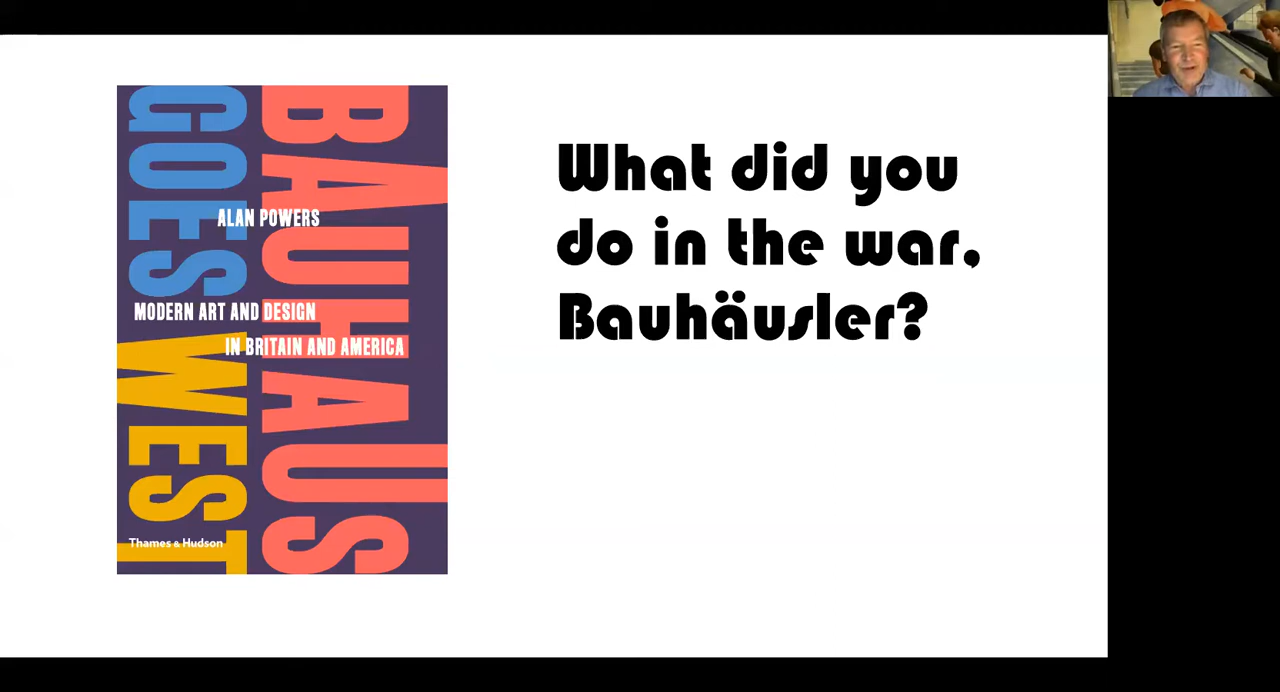 BAUHAUS
GOES WEST
ALAN POWERS
MODERN ART AND DESIGN
IN BRITAIN AND AMERICA
Thames & Hudson
What did you
do in the war,
Bauhäusler?